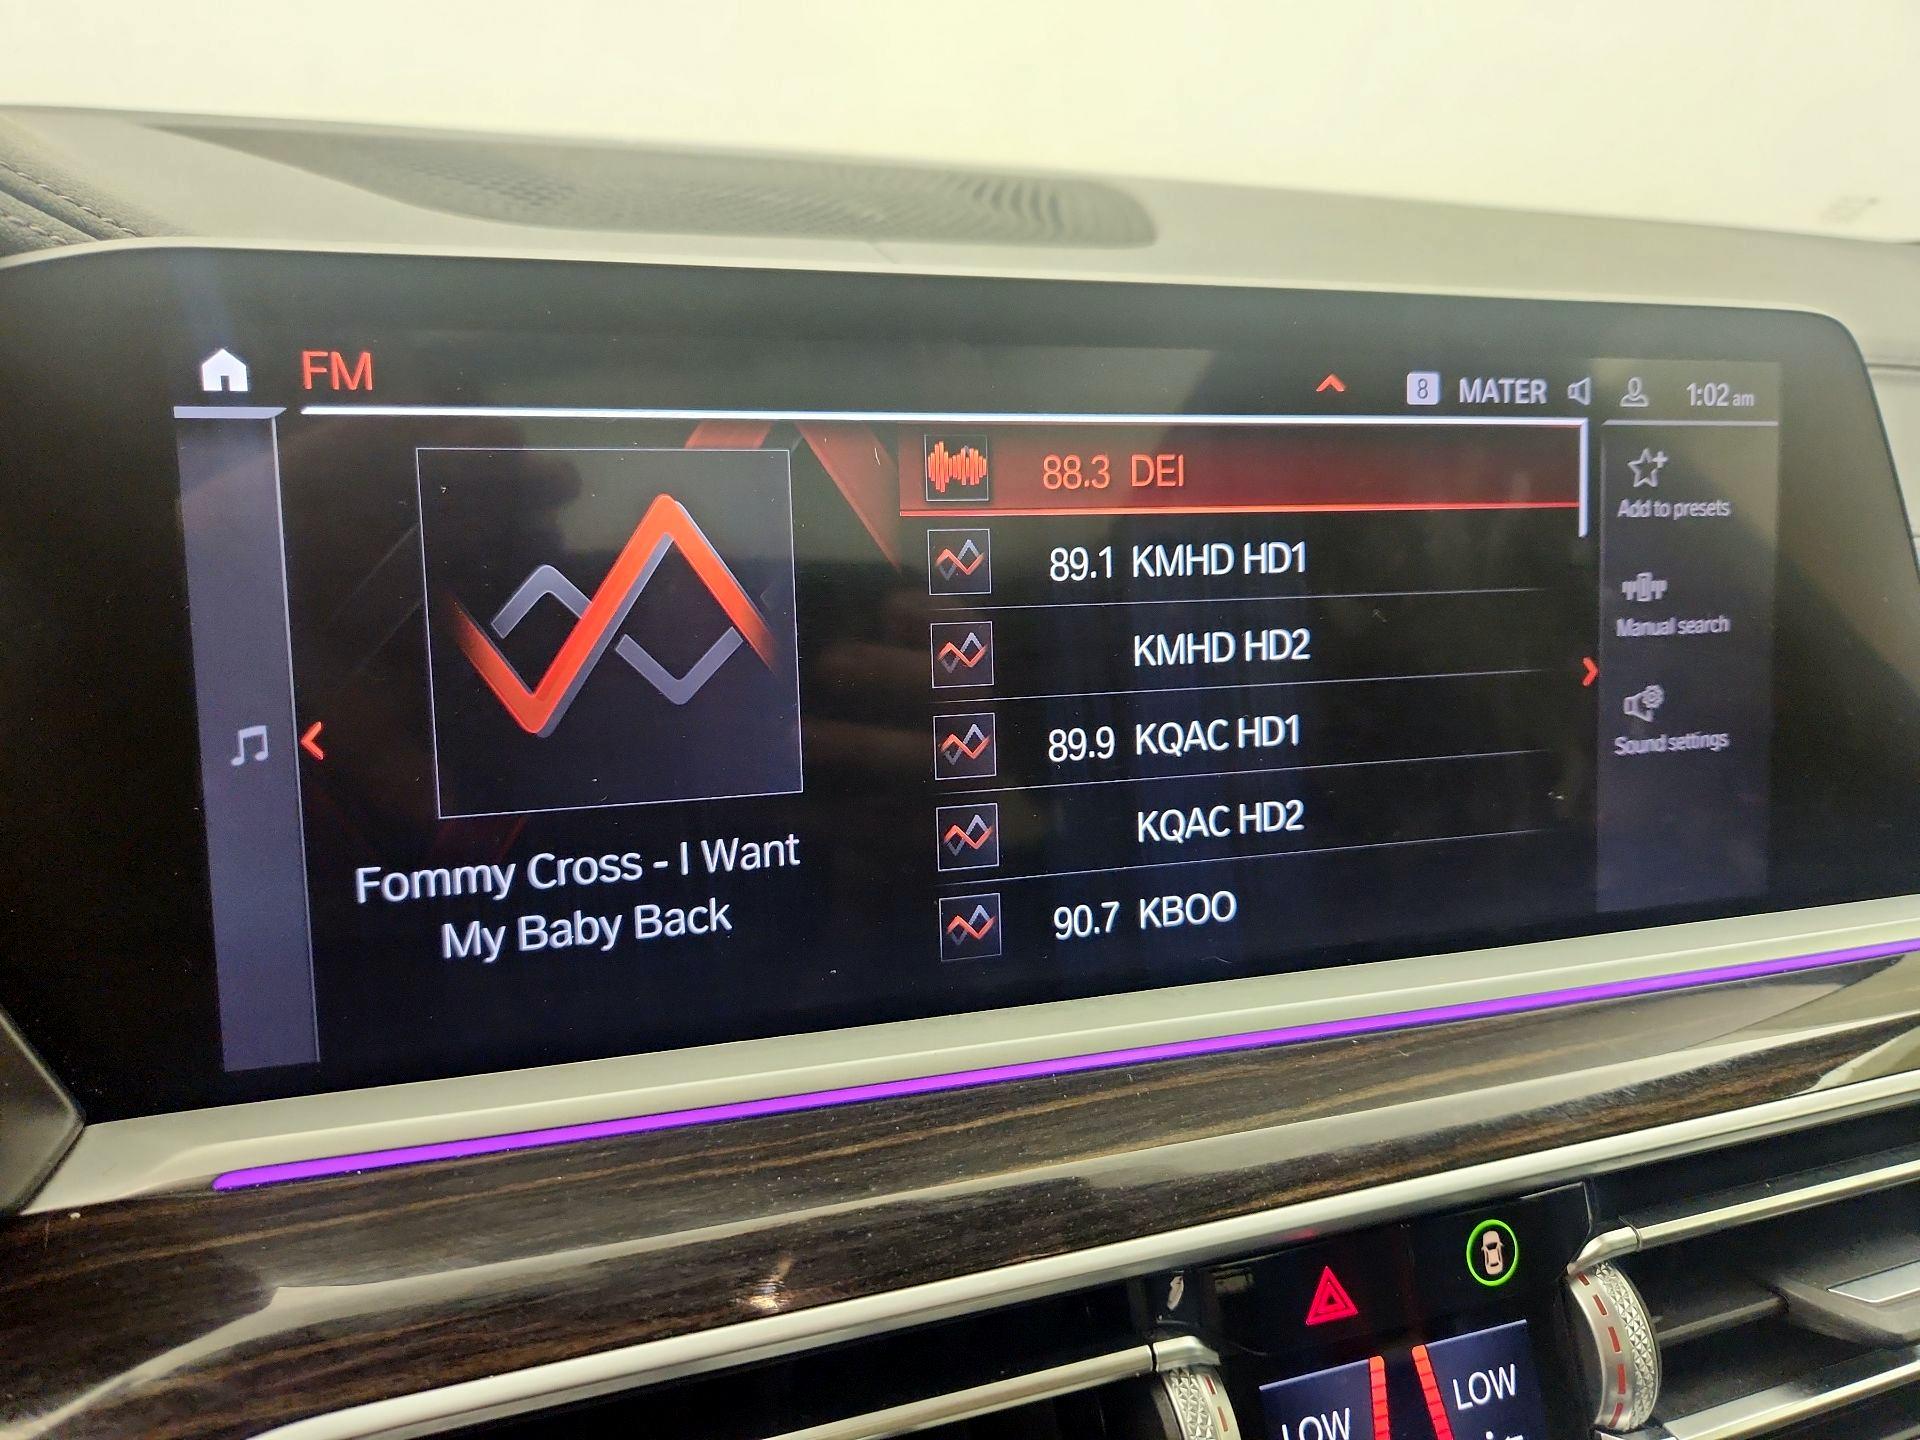 FM
8 MATER
1:02 am
88.3 DEI
89.1 KMHD HD1
KMHD HD2
89.9 KQAC HD1
KQAC HD2
90.7 KBOO
Fommy Cross - I Want
My Baby Back
Add to presets
Manual search
Sound settings
LOW
LOW